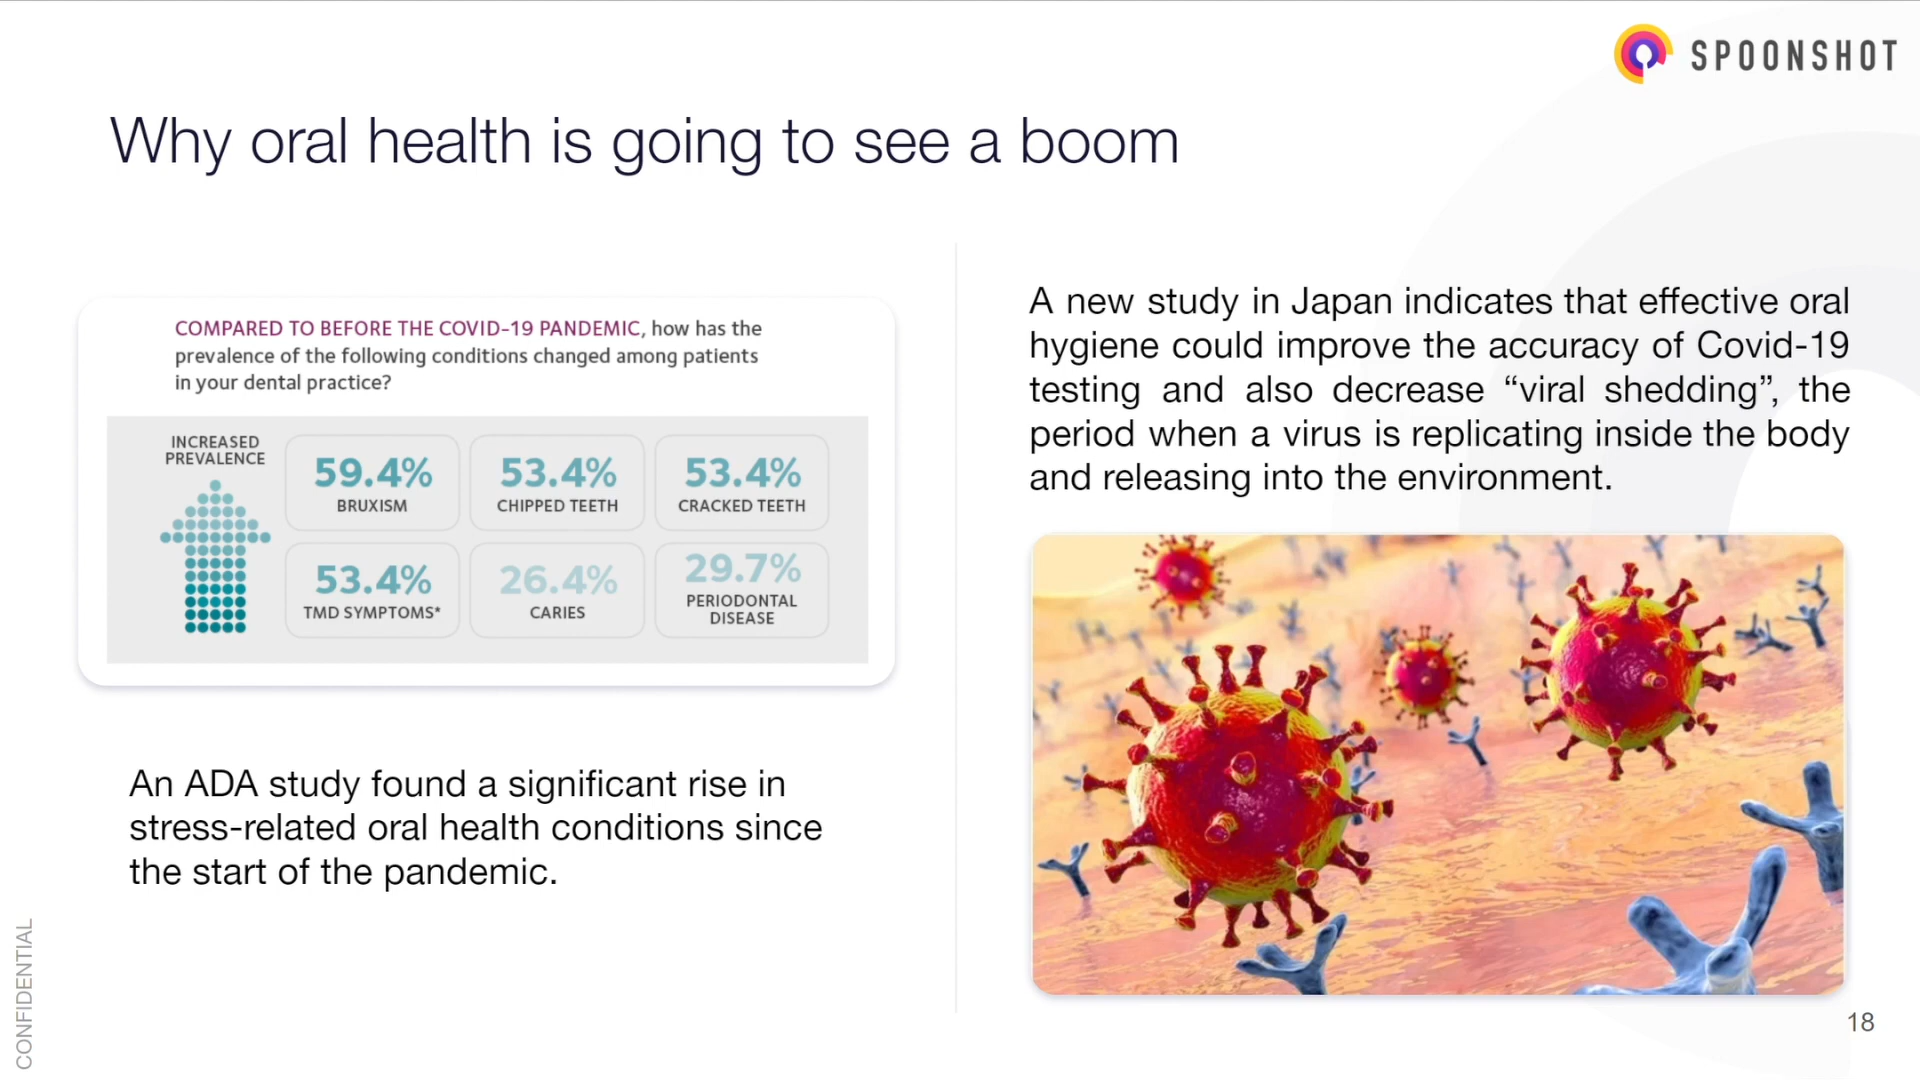 SPOONSHOT
Why oral health is going to see a boom
COMPARED TO BEFORE THE COVID-19 PANDEMIC, how has the
prevalence of the following conditions changed among patients
in your dental practice?
INCREASED
PREVALENCE
59.4%
BRUXISM
53.4%
CHIPPED TEETH
53.4%
CRACKED TEETH
53.4%
TMD SYMPTOMS*
26.4%
CARIES
29.7%
PERIODONTAL
DISEASE
An ADA study found a significant rise in
stress-related oral health conditions since
the start of the pandemic.
A new study in Japan indicates that effective oral
hygiene could improve the accuracy of Covid-19
testing and also decrease “viral shedding”, the
period when a virus is replicating inside the body
and releasing into the environment.
CONFIDENTIAL
18